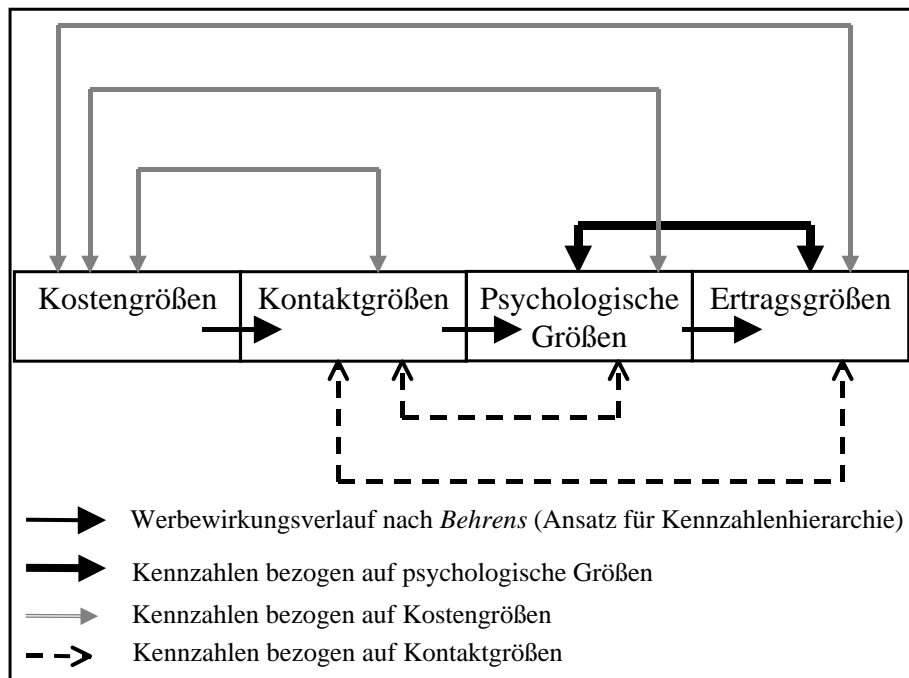 Kostengrößen
Kontaktgrößen
Psychologische
Größen
Ertragsgrößen
Werbewirkungsverlauf nach Behrens (Ansatz für Kennzahlenhierarchie)
Kennzahlen bezogen auf psychologische Größen
Kennzahlen bezogen auf Kostengrößen
Kennzahlen bezogen auf Kontaktgrößen